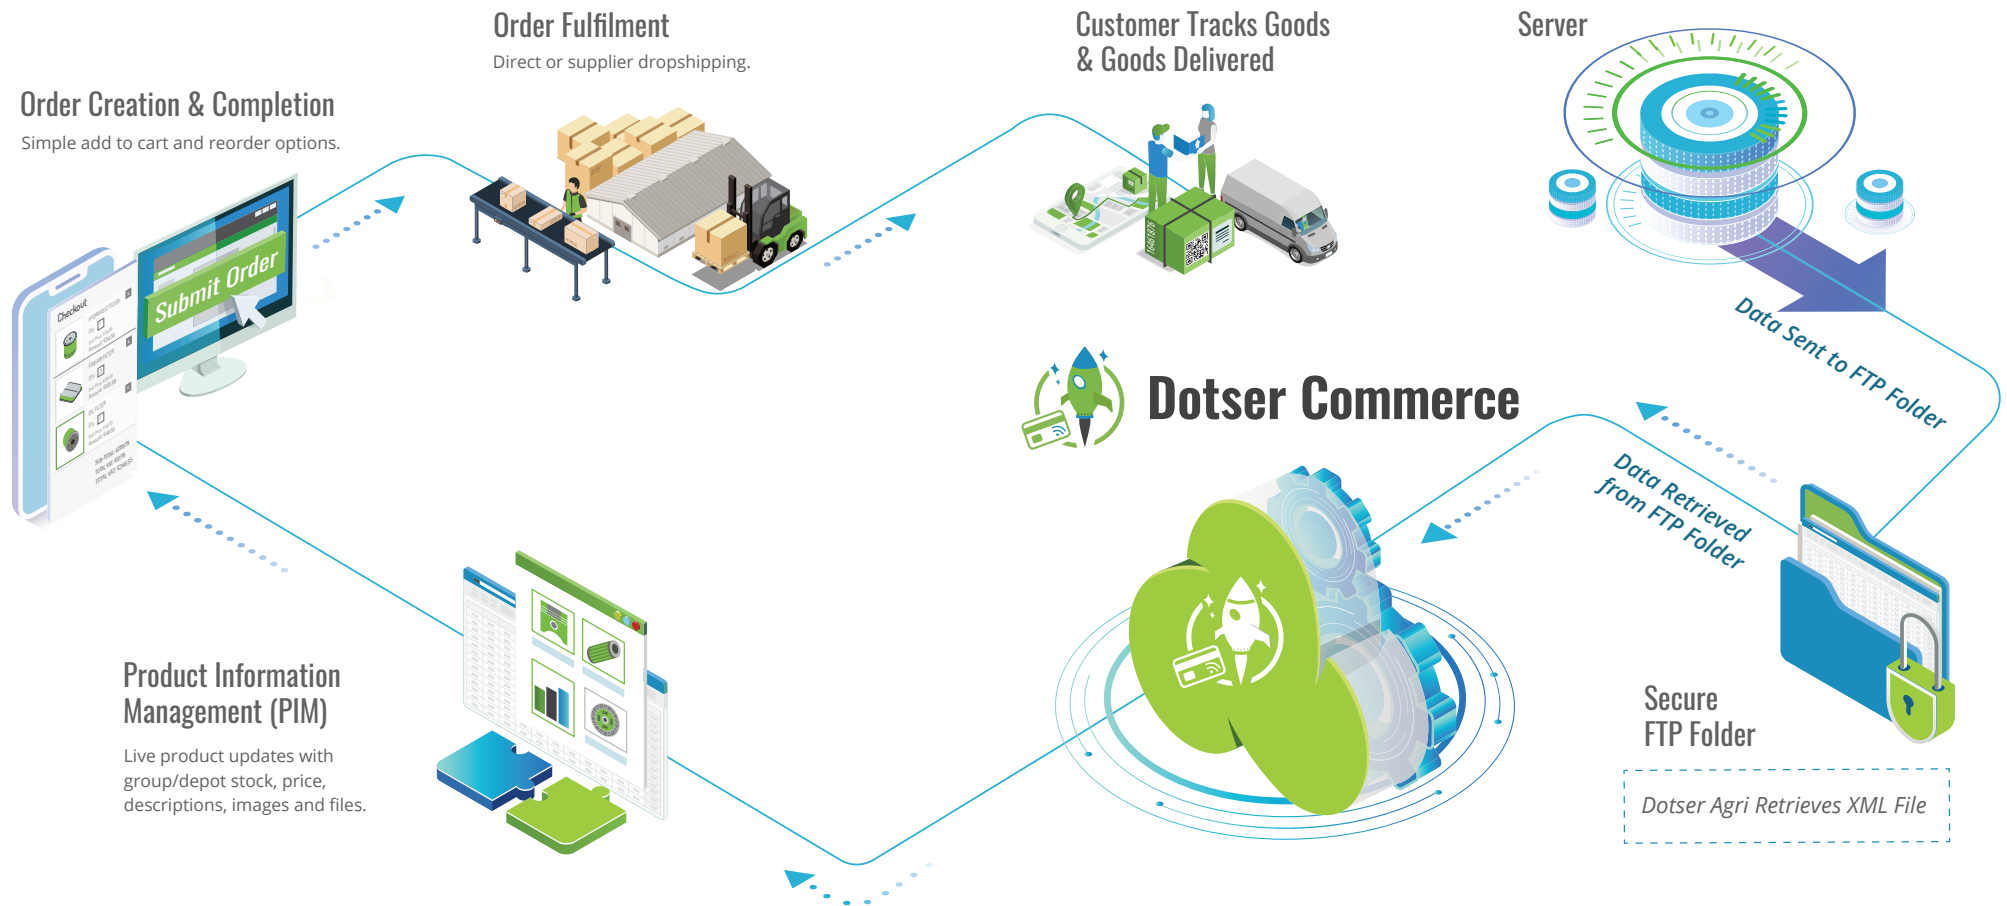 Order Fulfilment
Direct or supplier dropshipping.
Customer Tracks Goods
& Goods Delivered
Server
Order Creation & Completion
Simple add to cart and reorder options.
Submit Order
Checkout
Data Sent to FTP Folder
Dotser Commerce
Data Retrieved
from FTP Folder
Product Information
Management (PIM)
Live product updates with
group/depot stock, price,
descriptions, images and files.
Secure
FTP Folder
Dotser Agri Retrieves XML File